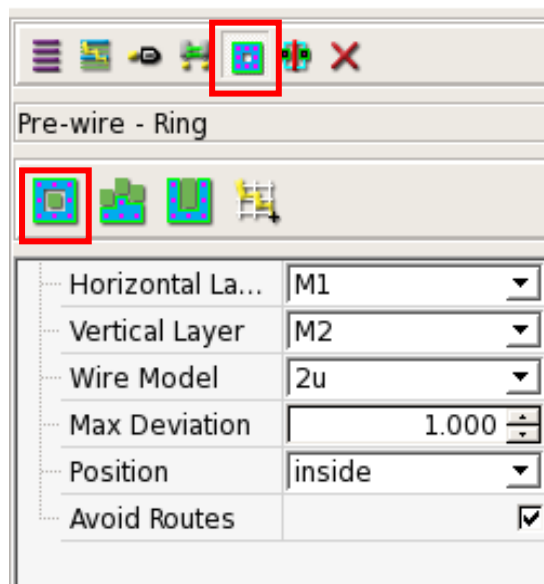 Pre-wire - Ring
Horizontal La... M1
Vertical Layer M2
Wire Model 2u
Max Deviation 1.000
Position inside
Avoid Routes